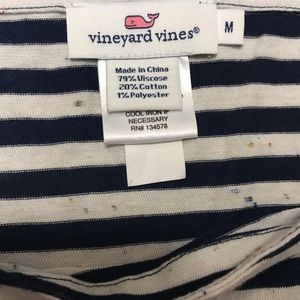 vineyard vines®
M
Made in China
79% Viscose
20% Cotton
1% Polyester
COOL IRON IF
NECESSARY
RN# 134578